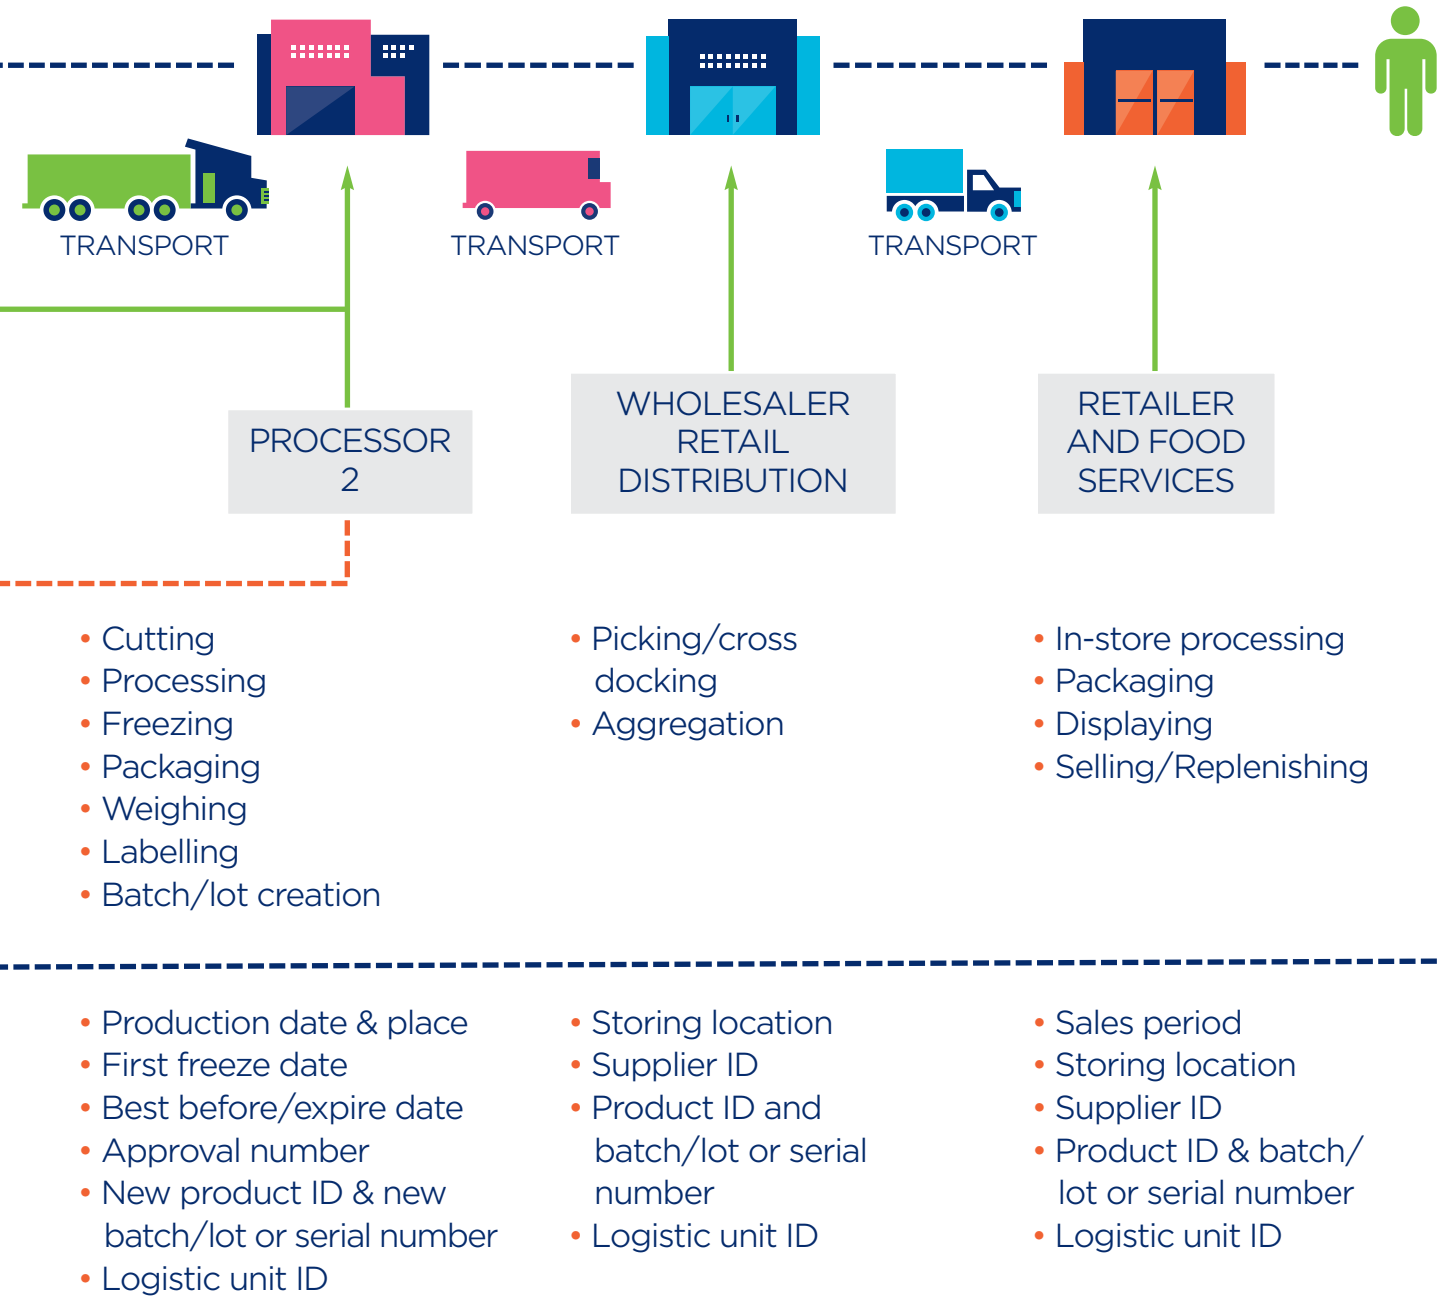 TRANSPORT
TRANSPORT
TRANSPORT
PROCESSOR
2
WHOLESALER
RETAIL
DISTRIBUTION
RETAILER
AND FOOD
SERVICES
• Cutting
• Processing
• Freezing
• Packaging
• Weighing
• Labelling
• Batch/lot creation
• Picking/cross
docking
• Aggregation
• In-store processing
• Packaging
• Displaying
• Selling/Replenishing
• Production date & place
• First freeze date
• Best before/expire date
• Approval number
• New product ID & new
batch/lot or serial number
• Logistic unit ID
• Storing location
• Supplier ID
• Product ID and
batch/lot or serial
number
• Logistic unit ID
• Sales period
• Storing location
• Supplier ID
• Product ID & batch/
lot or serial number
• Logistic unit ID